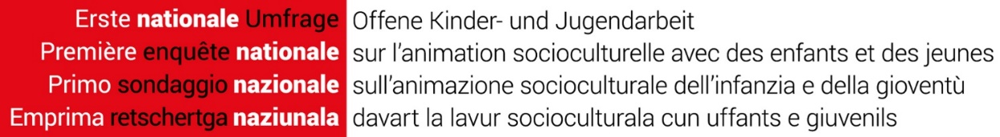 Erste nationale Umfrage Offene Kinder- und Jugendarbeit
Première enquête nationale sur l'animation socioculturelle avec des enfants et des jeunes
Primo sondaggio nazionale sull'animazione socioculturale dell'infanzia e della gioventù
Emprima retschertga naziunala davart la lavur socioculturala cun uffants e giuvenils